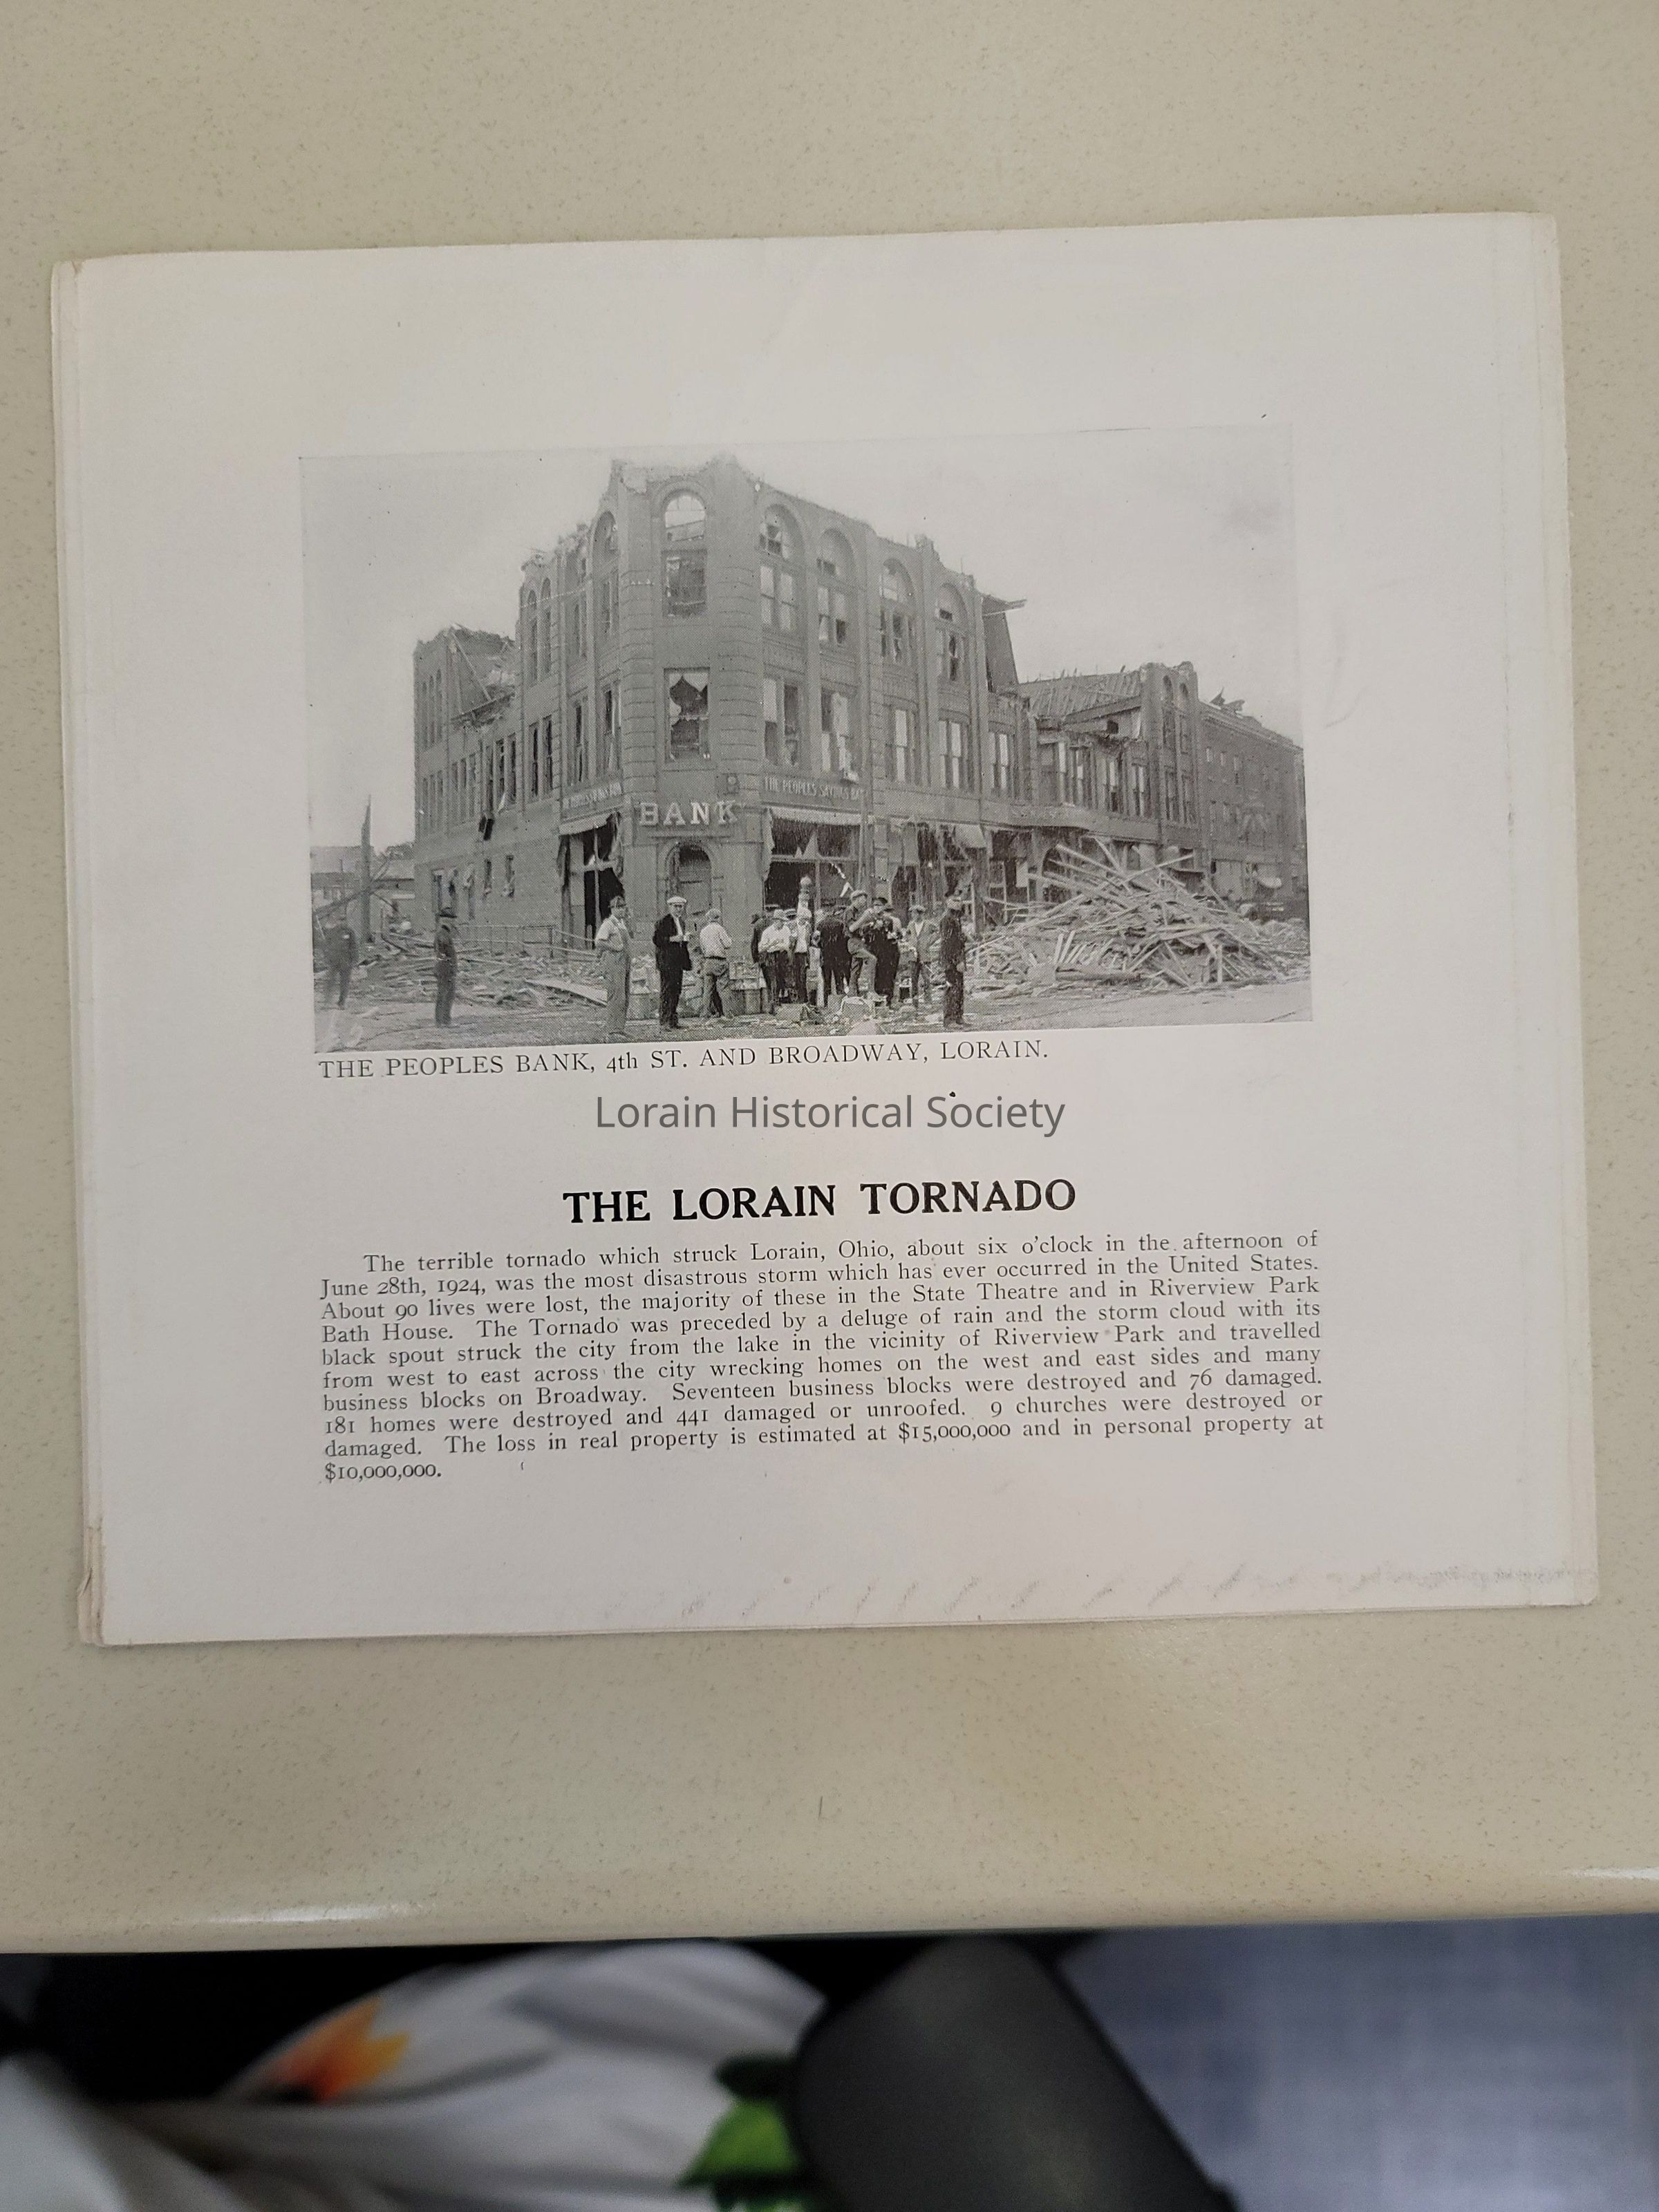 BANK
THE PEOPLES SAVINGS BANK
THE PEOPLES BANK, 4th ST. AND BROADWAY, LORAIN.
Lorain Historical Society
THE LORAIN TORNADO
The terrible tornado which struck Lorain, Ohio, about six o'clock in the afternoon of
June 28th, 1924, was the most disastrous storm which has ever occurred in the United States.
About 90 lives were lost, the majority of these in the State Theatre and in Riverview Park
Bath House. The Tornado was preceded by a deluge of rain and the storm cloud with its
black spout struck the city from the lake in the vicinity of Riverview Park and travelled
from west to east across the city wrecking homes on the west and east sides and many
business blocks on Broadway. Seventeen business blocks were destroyed and 76 damaged.
181 homes were destroyed and 441 damaged or unroofed. 9 churches were destroyed or
damaged. The loss in real property is estimated at $15,000,000 and in personal property at
$10,000,000.